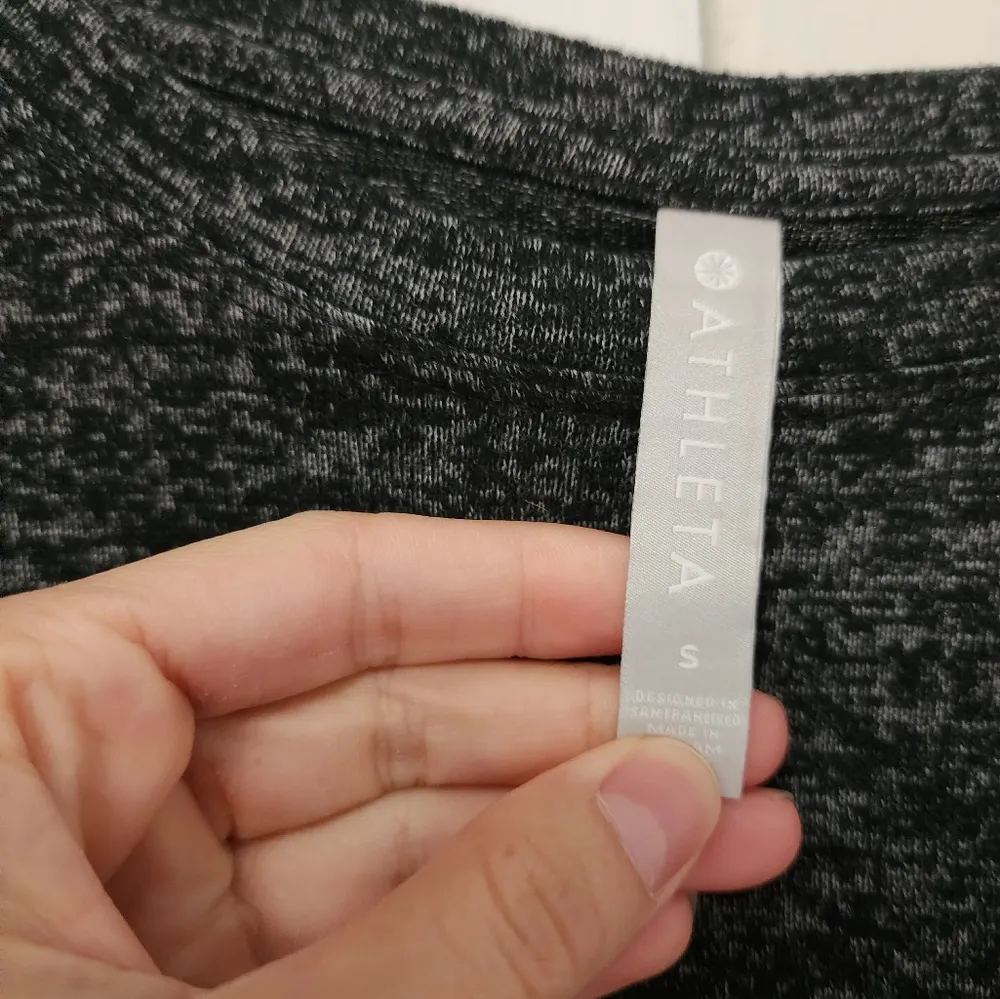 ATHLETA
S
DESIGNED IN
SAN FRANCISCO
MADE IN